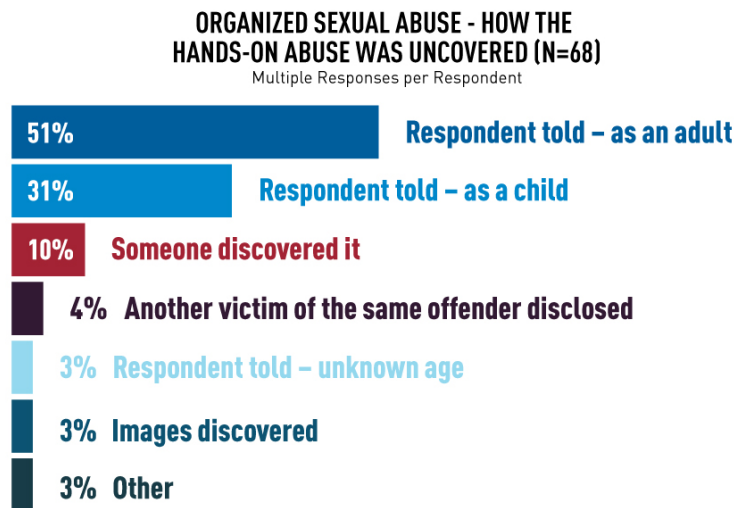 ORGANIZED SEXUAL ABUSE - HOW THE
HANDS-ON ABUSE WAS UNCOVERED (N=68)
Multiple Responses per Respondent
51% Respondent told – as an adult
31% Respondent told – as a child
10% Someone discovered it
4% Another victim of the same offender disclosed
3% Respondent told – unknown age
3% Images discovered
3% Other